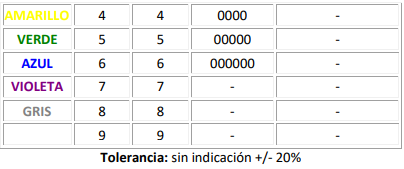 AMARILLO 4 4 0000 -
VERDE 5 5 00000 -
AZUL 6 6 000000 -
VIOLETA 7 7 - -
GRIS 8 8 - -
9 9 - -
Tolerancia: sin indicación +/- 20%